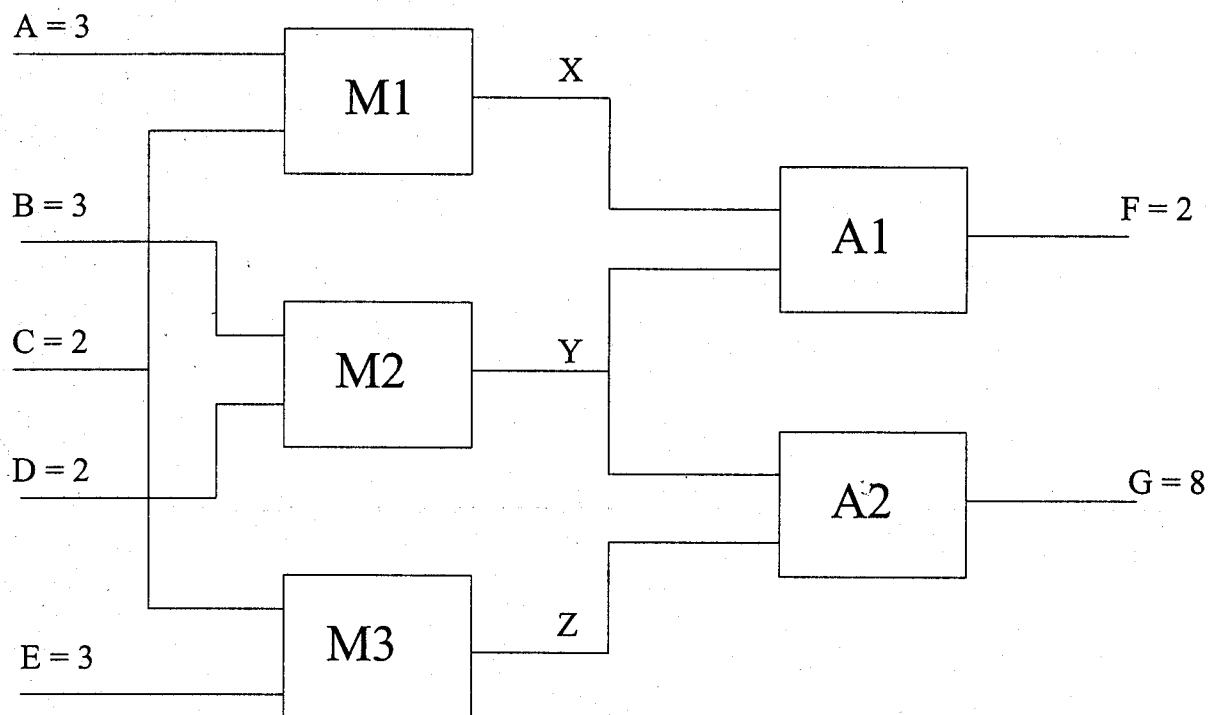 A = 3
M1
X
B = 3
A1
F = 2
C = 2
M2
Y
D = 2
A2
G = 8
E = 3
M3
Z